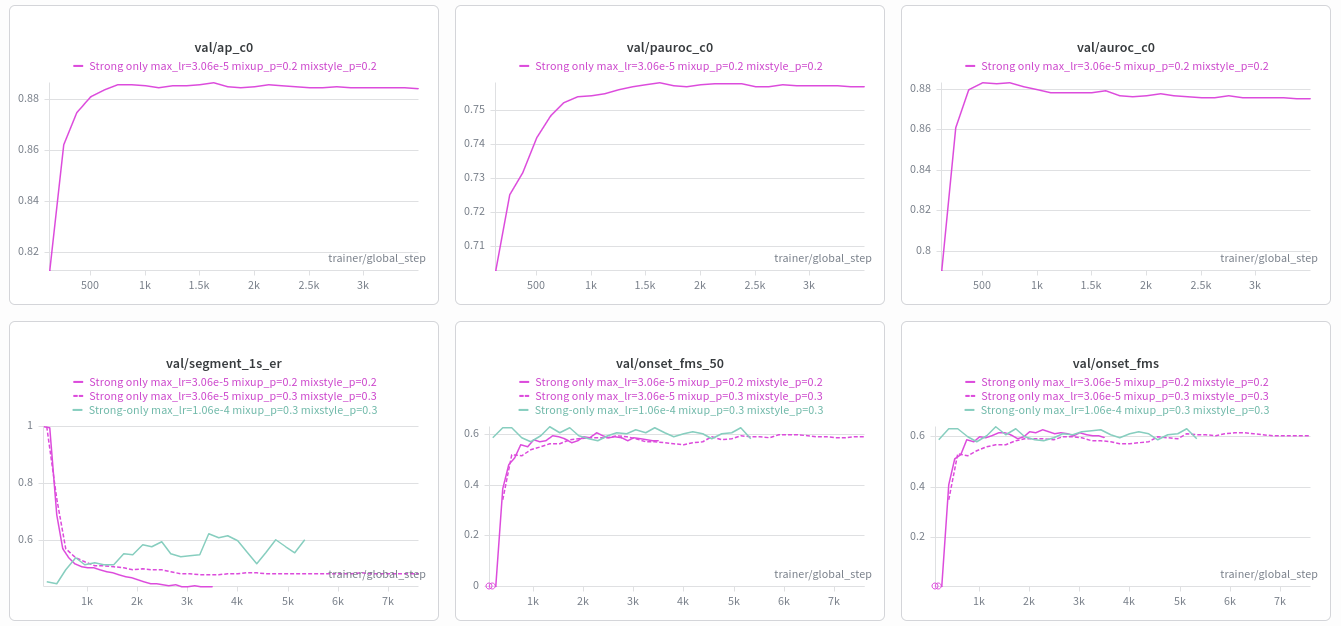 val/ap_c0
Strong only max_lr=3.06e-5 mixup_p=0.2 mixstyle_p=0.2
0.88
0.86
0.84
0.82
trainer/global_step
500 1k 1.5k 2k 2.5k 3k
val/pauroc_c0
Strong only max_lr=3.06e-5 mixup_p=0.2 mixstyle_p=0.2
0.75
0.74
0.73
0.72
0.71
trainer/global_step
500 1k 1.5k 2k 2.5k 3k
val/auroc_c0
Strong only max_lr=3.06e-5 mixup_p=0.2 mixstyle_p=0.2
0.88
0.86
0.84
0.82
0.8
trainer/global_step
500 1k 1.5k 2k 2.5k 3k
val/segment_1s_er
Strong only max_lr=3.06e-5 mixup_p=0.2 mixstyle_p=0.2
Strong only max_lr=3.06e-5 mixup_p=0.3 mixstyle_p=0.3
Strong-only max_lr=1.06e-4 mixup_p=0.3 mixstyle_p=0.3
1
0.8
0.6
trainer/global_step
1k 2k 3k 4k 5k 6k 7k
val/onset_fms_50
Strong only max_lr=3.06e-5 mixup_p=0.2 mixstyle_p=0.2
Strong only max_lr=3.06e-5 mixup_p=0.3 mixstyle_p=0.3
Strong-only max_lr=1.06e-4 mixup_p=0.3 mixstyle_p=0.3
0.6
0.4
0.2
0
trainer/global_step
1k 2k 3k 4k 5k 6k 7k
val/onset_fms
Strong only max_lr=3.06e-5 mixup_p=0.2 mixstyle_p=0.2
Strong only max_lr=3.06e-5 mixup_p=0.3 mixstyle_p=0.3
Strong-only max_lr=1.06e-4 mixup_p=0.3 mixstyle_p=0.3
0.6
0.4
0.2
trainer/global_step
1k 2k 3k 4k 5k 6k 7k